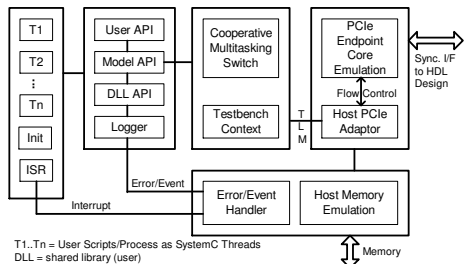 T1
T2
⋮
Tn
Init
ISR
User API
Model API
DLL API
Logger
Cooperative
Multitasking
Switch
Testbench
Context
T
L
M
PCIe
Endpoint
Core
Emulation
Flow Control
Host PCIe
Adaptor
Sync. I/F
to HDL
Design
Error/Event
Interrupt
Error/Event
Handler
Host Memory
Emulation
Memory
T1..Tn = User Scripts/Process as SystemC Threads
DLL = shared library (user)